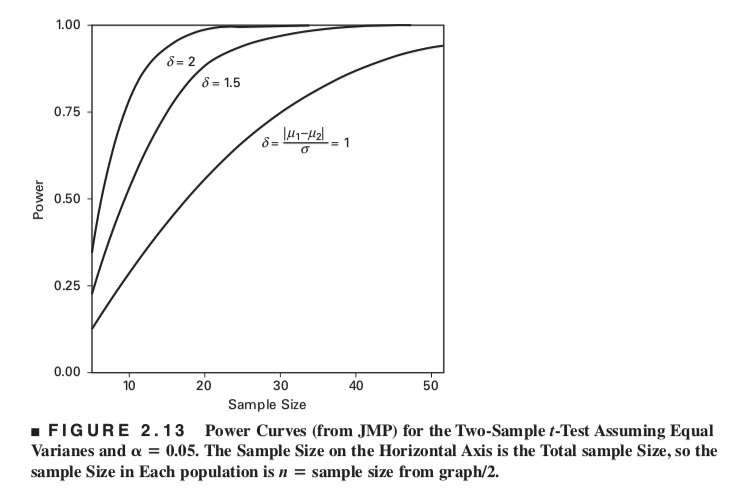 1.00
δ = 2
δ = 1.5
0.75
δ = |μ1−μ2| / σ = 1
0.50
Power
0.25
0.00
10 20 30 40 50
Sample Size
■ FIGURE 2.13 Power Curves (from JMP) for the Two-Sample t-Test Assuming Equal
Varianes and α = 0.05. The Sample Size on the Horizontal Axis is the Total sample Size, so the
sample Size in Each population is n = sample size from graph/2.